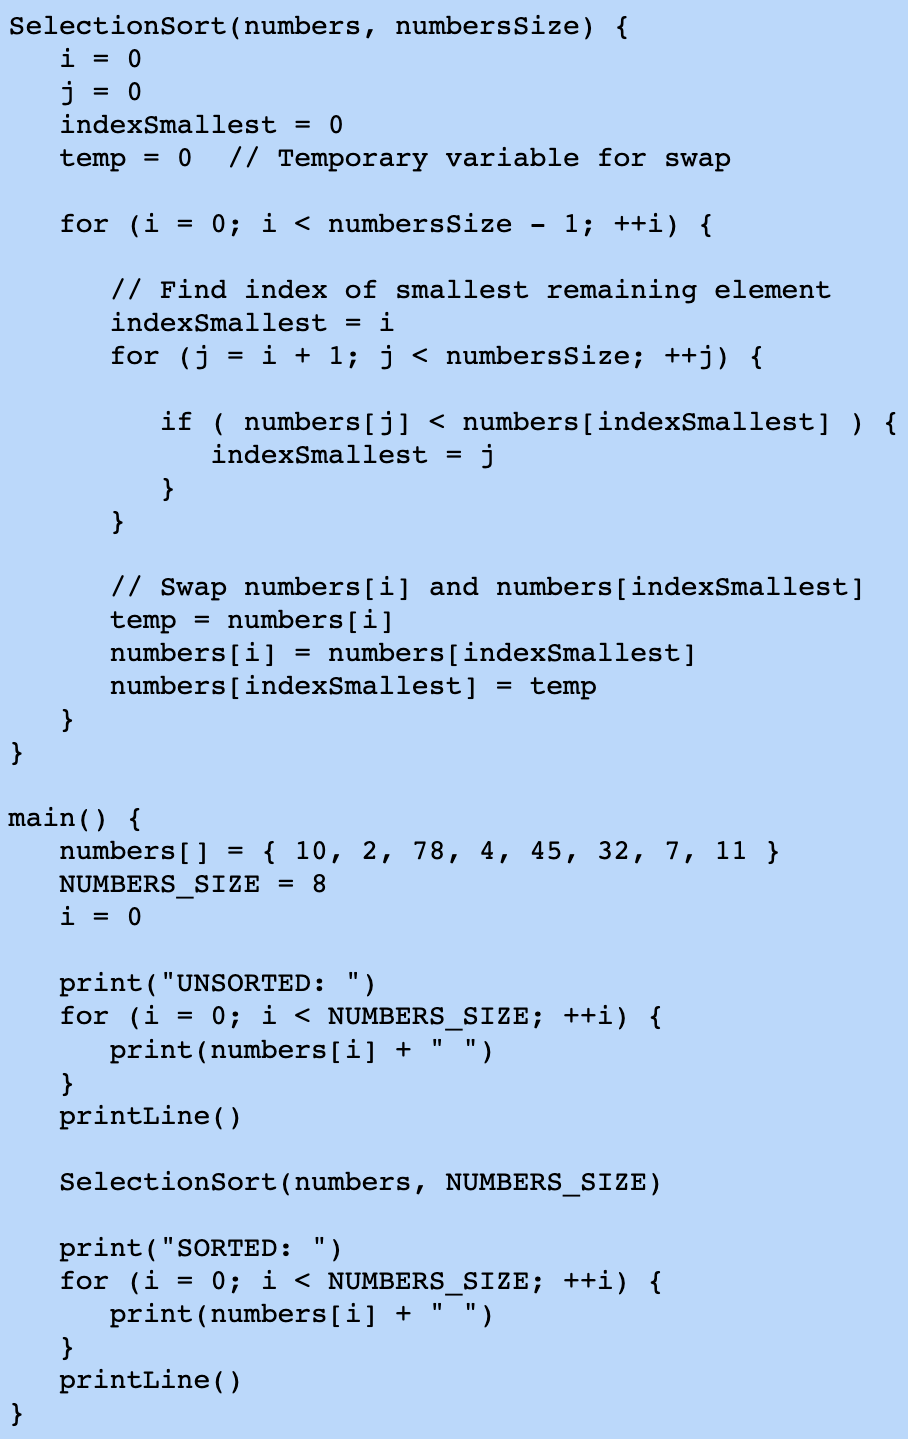 SelectionSort(numbers, numbersSize) {
   i = 0
   j = 0
   indexSmallest = 0
   temp = 0  // Temporary variable for swap

   for (i = 0; i < numbersSize - 1; ++i) {

      // Find index of smallest remaining element
      indexSmallest = i
      for (j = i + 1; j < numbersSize; ++j) {

         if ( numbers[j] < numbers[indexSmallest] ) {
            indexSmallest = j
         }
      }

      // Swap numbers[i] and numbers[indexSmallest]
      temp = numbers[i]
      numbers[i] = numbers[indexSmallest]
      numbers[indexSmallest] = temp
   }
}

main() {
   numbers[] = { 10, 2, 78, 4, 45, 32, 7, 11 }
   NUMBERS_SIZE = 8
   i = 0

   print("UNSORTED: ")
   for (i = 0; i < NUMBERS_SIZE; ++i) {
      print(numbers[i] + " ")
   }
   printLine()

   SelectionSort(numbers, NUMBERS_SIZE)

   print("SORTED: ")
   for (i = 0; i < NUMBERS_SIZE; ++i) {
      print(numbers[i] + " ")
   }
   printLine()
}